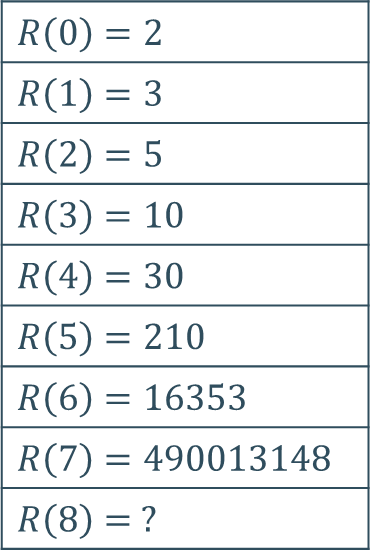 R(0) = 2
R(1) = 3
R(2) = 5
R(3) = 10
R(4) = 30
R(5) = 210
R(6) = 16353
R(7) = 490013148
R(8) = ?